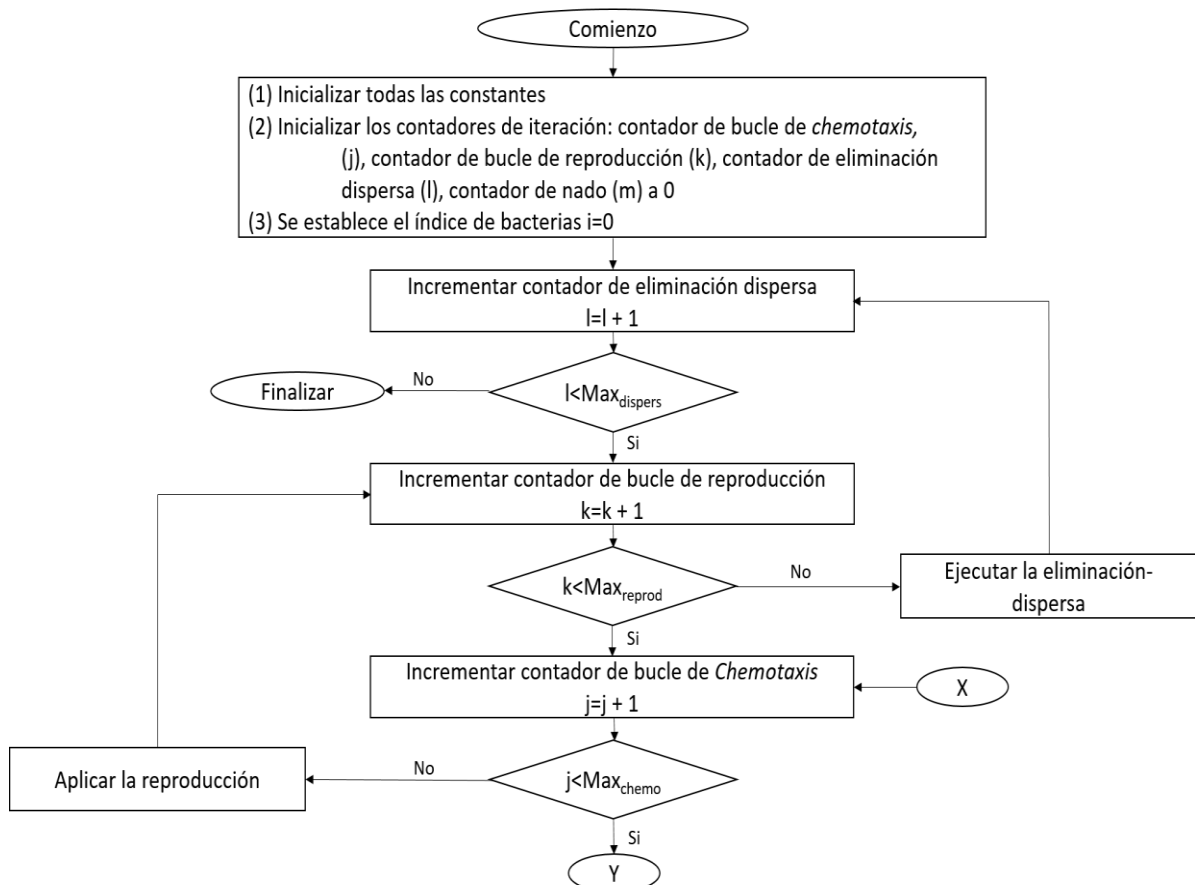 Comienzo
(1) Inicializar todas las constantes
(2) Inicializar los contadores de iteración: contador de bucle de chemotaxis,
(j), contador de bucle de reproducción (k), contador de eliminación
dispersa (l), contador de nado (m) a 0
(3) Se establece el índice de bacterias i=0
Incrementar contador de eliminación dispersa
l=l + 1
l<Maxdispers
No
Finalizar
Si
Incrementar contador de bucle de reproducción
k=k + 1
k<Maxreprod
No
Ejecutar la eliminación-
dispersa
Si
Incrementar contador de bucle de Chemotaxis
j=j + 1
X
j<Maxchemo
No
Aplicar la reproducción
Si
Y